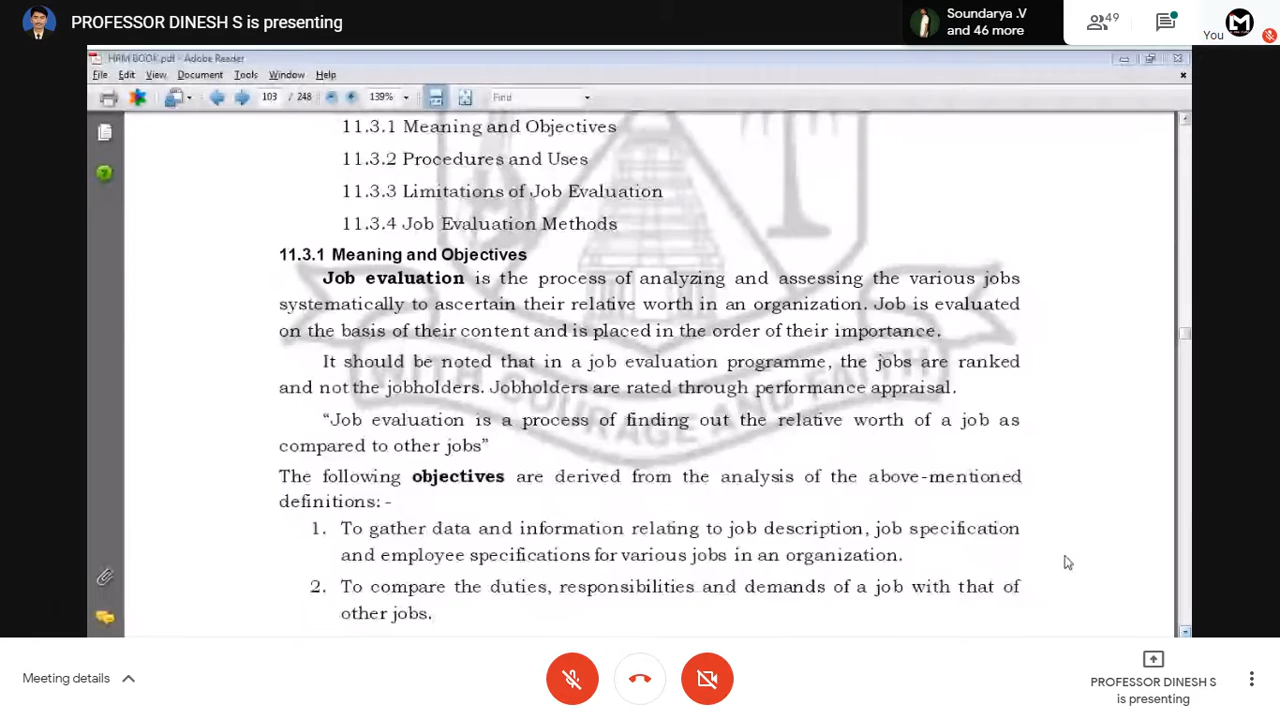 PROFESSOR DINESH S is presenting
Soundarya .V
and 46 more
49
You
HRM BOOK.pdf - Adobe Reader
File Edit View Document Tools Window Help
103 / 248 139% Find
11.3.1 Meaning and Objectives
11.3.2 Procedures and Uses
11.3.3 Limitations of Job Evaluation
11.3.4 Job Evaluation Methods
11.3.1 Meaning and Objectives
Job evaluation is the process of analyzing and assessing the various jobs
systematically to ascertain their relative worth in an organization. Job is evaluated
on the basis of their content and is placed in the order of their importance.
It should be noted that in a job evaluation programme, the jobs are ranked
and not the jobholders. Jobholders are rated through performance appraisal.
“Job evaluation is a process of finding out the relative worth of a job as
compared to other jobs”
The following objectives are derived from the analysis of the above-mentioned
definitions: -
1. To gather data and information relating to job description, job specification
and employee specifications for various jobs in an organization.
2. To compare the duties, responsibilities and demands of a job with that of
other jobs.
WITH COURAGE AND FAITH
Meeting details
PROFESSOR DINESH S
is presenting